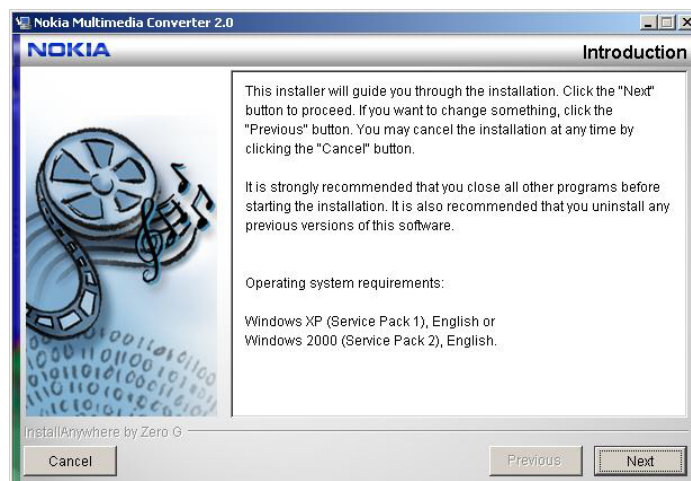 Nokia Multimedia Converter 2.0
NOKIA
Introduction
This installer will guide you through the installation. Click the "Next"
button to proceed. If you want to change something, click the
"Previous" button. You may cancel the installation at any time by
clicking the "Cancel" button.
It is strongly recommended that you close all other programs before
starting the installation. It is also recommended that you uninstall any
previous versions of this software.
Operating system requirements:
Windows XP (Service Pack 1), English or
Windows 2000 (Service Pack 2), English.
InstallAnywhere by Zero G
Cancel
Previous
Next